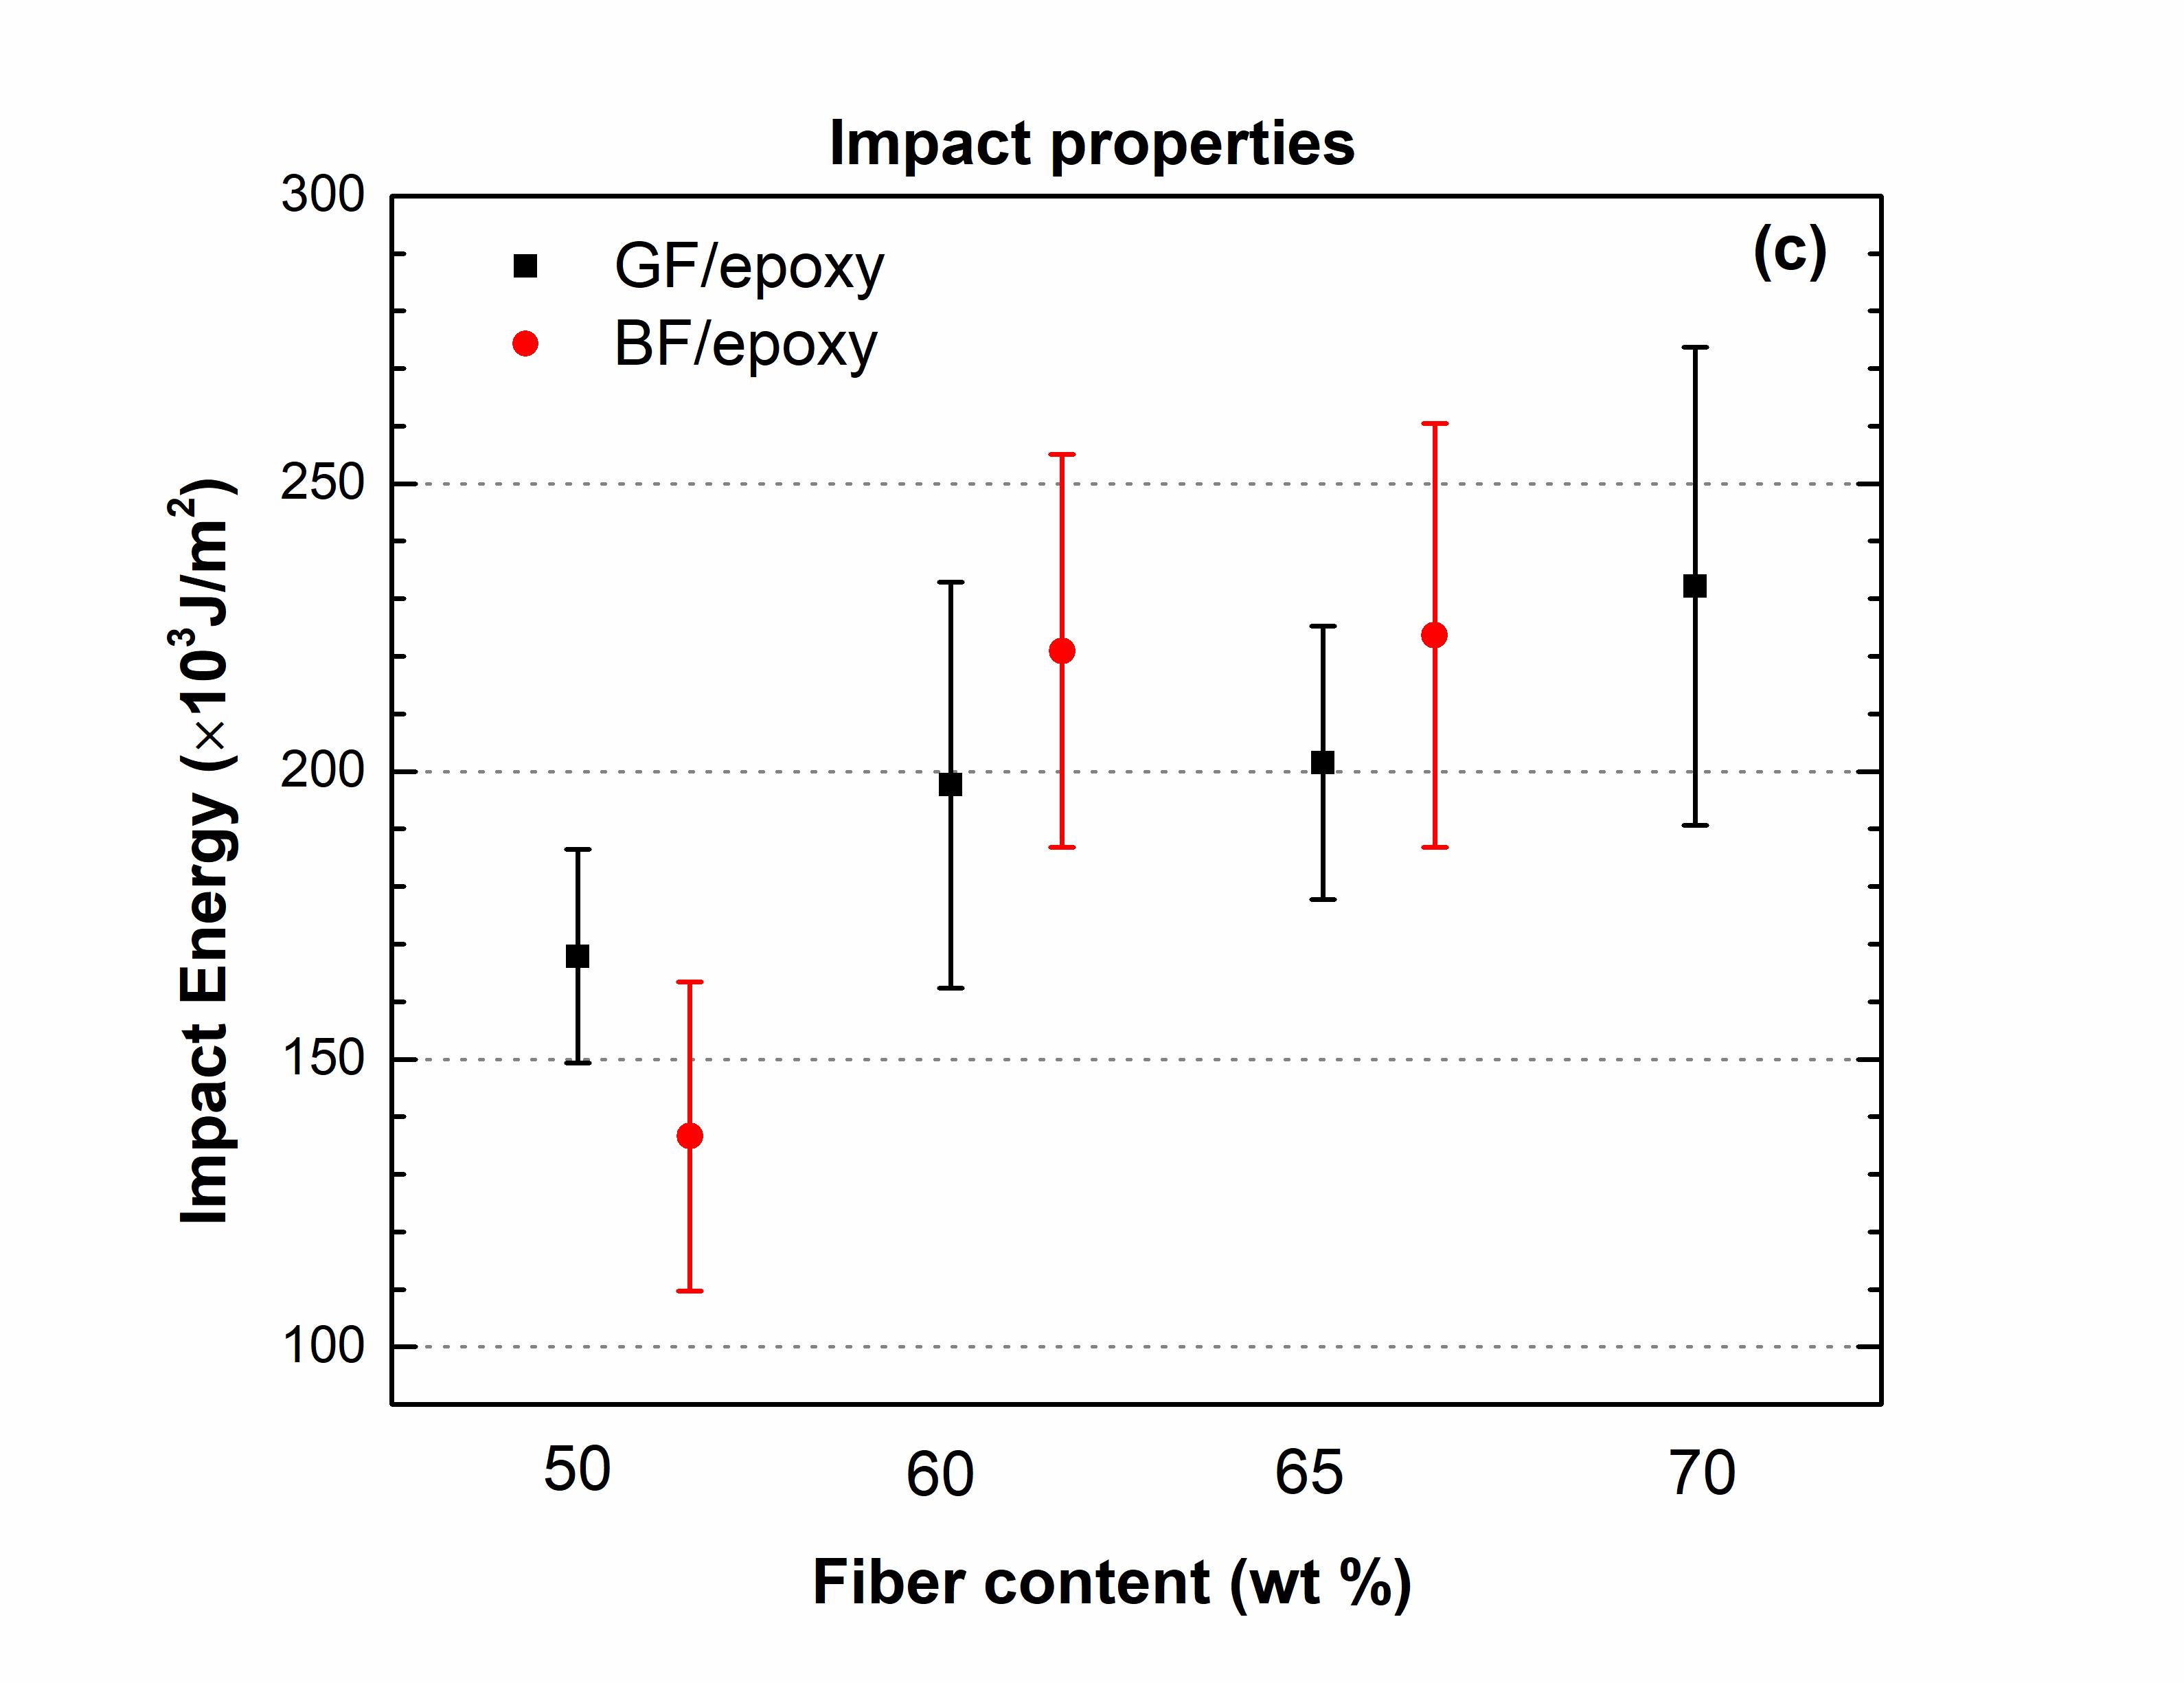 Impact properties
(c)
GF/epoxy
BF/epoxy
300
250
200
150
100
Impact Energy (×10³ J/m²)
50 60 65 70
Fiber content (wt %)